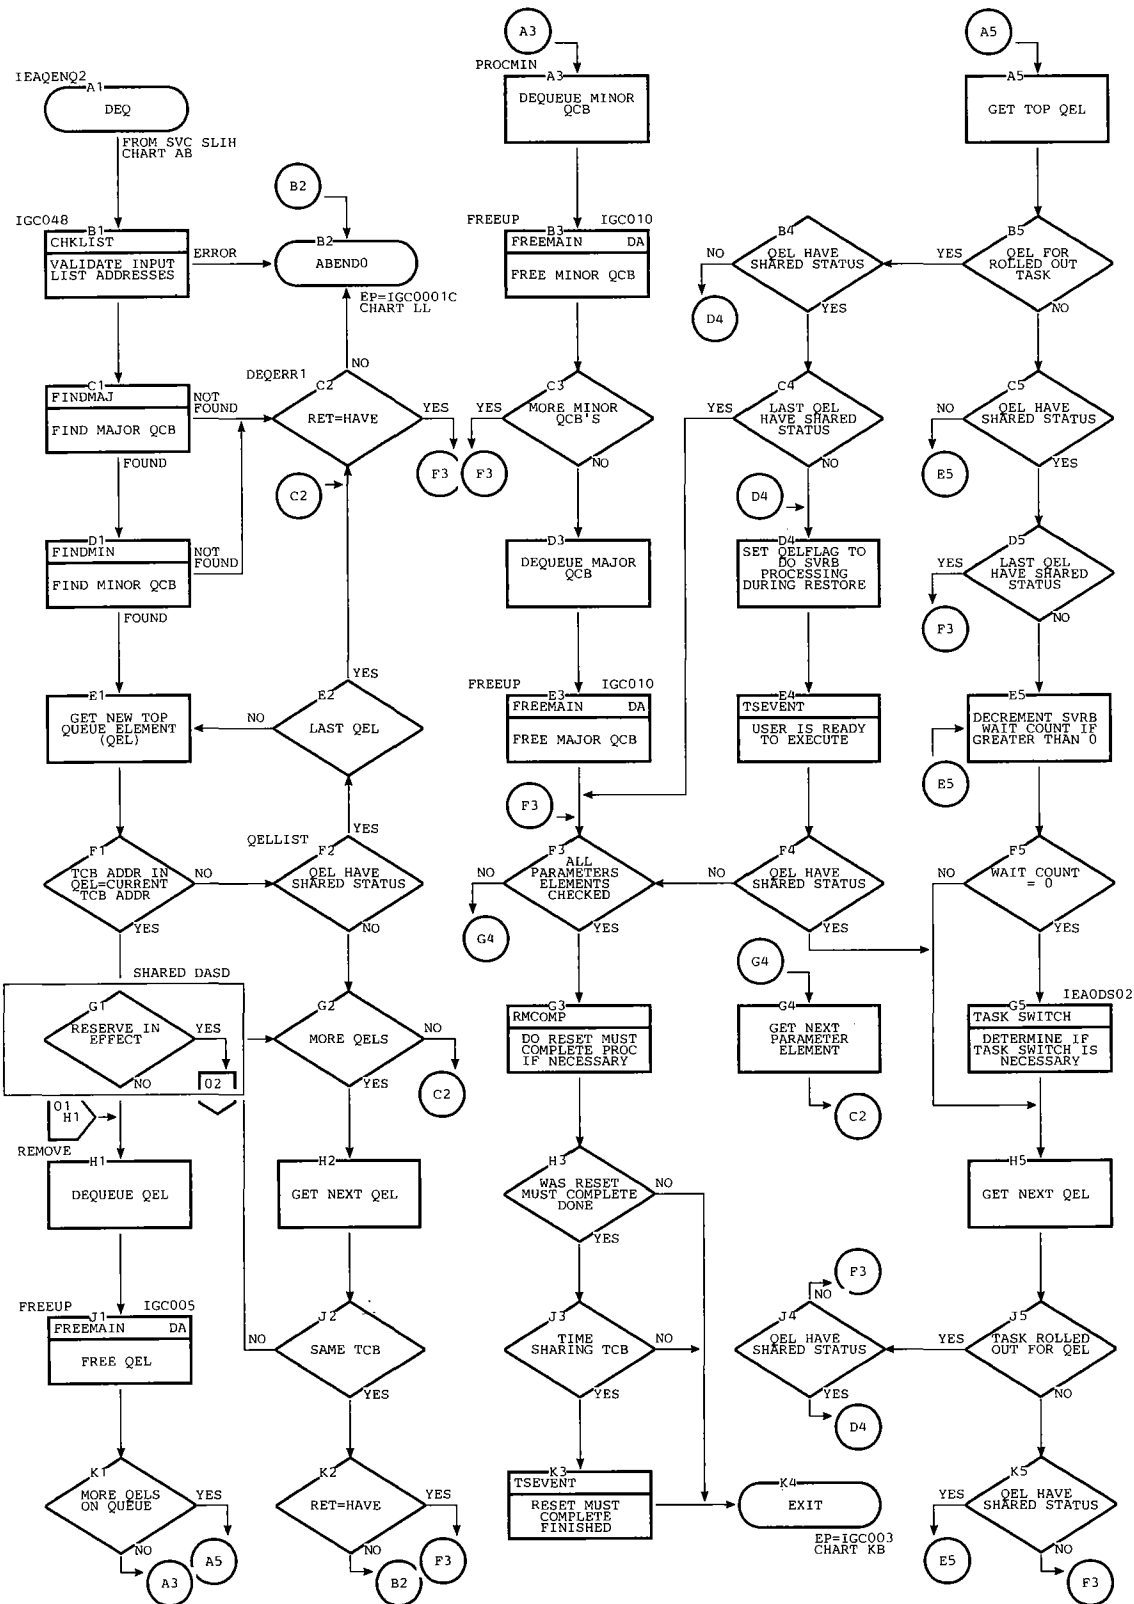 A3
A5
IEAQENQ2
A1
DEQ
FROM SVC SLIH
CHART AB
PROCMIN
A3
DEQUEUE MINOR
QCB
A5
GET TOP QEL
B2
IGC048
B1
CHKLIST
VALIDATE INPUT
LIST ADDRESSES
ERROR
B2
ABEND0
EP=IGC0001C
CHART LL
FREEUP
IGC010
B3
FREEMAIN DA
FREE MINOR QCB
B4
QEL HAVE
SHARED STATUS
NO
YES
D4
B5
QEL FOR
ROLLED OUT
TASK
YES
NO
C1
FINDMAJ
FIND MAJOR QCB
NOT
FOUND
FOUND
DEQERR1
NO
C2
RET=HAVE
YES
F3
C2
C3
MORE MINOR
QCB'S
YES
NO
F3
C4
LAST QEL
HAVE SHARED
STATUS
YES
NO
D4
C5
QEL HAVE
SHARED STATUS
NO
YES
E5
D1
FINDMIN
FIND MINOR QCB
NOT
FOUND
FOUND
D3
DEQUEUE MAJOR
QCB
D4
SET QELFLAG TO
DO SVRB
PROCESSING
DURING RESTORE
D5
LAST QEL
HAVE SHARED
STATUS
YES
NO
F3
E1
GET NEW TOP
QUEUE ELEMENT
(QEL)
YES
E2
LAST QEL
NO
FREEUP
IGC010
E3
FREEMAIN DA
FREE MAJOR QCB
E4
TSEVENT
USER IS READY
TO EXECUTE
E5
DECREMENT SVRB
WAIT COUNT IF
GREATER THAN 0
E5
F3
F1
TCB ADDR IN
QEL=CURRENT
TCB ADDR
NO
YES
QELLIST
YES
F2
QEL HAVE
SHARED STATUS
NO
F3
ALL
PARAMETERS
ELEMENTS
CHECKED
NO
YES
G4
F4
QEL HAVE
SHARED STATUS
NO
YES
F5
WAIT COUNT
= 0
NO
YES
SHARED DASD
G1
RESERVE IN
EFFECT
YES
NO
02
G2
MORE QELS
NO
YES
C2
G3
RMCOMP
DO RESET MUST
COMPLETE PROC
IF NECESSARY
G4
G4
GET NEXT
PARAMETER
ELEMENT
C2
IEA0DS02
G5
TASK SWITCH
DETERMINE IF
TASK SWITCH IS
NECESSARY
01
H1
REMOVE
H1
DEQUEUE QEL
H2
GET NEXT QEL
H3
WAS RESET
MUST COMPLETE
DONE
NO
YES
H5
GET NEXT QEL
FREEUP
IGC005
J1
FREEMAIN DA
FREE QEL
J2
SAME TCB
NO
YES
J3
TIME
SHARING TCB
NO
YES
F3
NO
J4
QEL HAVE
SHARED STATUS
YES
D4
J5
TASK ROLLED
OUT FOR QEL
YES
NO
K1
MORE QELS
ON QUEUE
YES
NO
A3
A5
K2
RET=HAVE
YES
NO
B2
F3
K3
TSEVENT
RESET MUST
COMPLETE
FINISHED
K4
EXIT
EP=IGC003
CHART KB
K5
QEL HAVE
SHARED STATUS
YES
NO
E5
F3